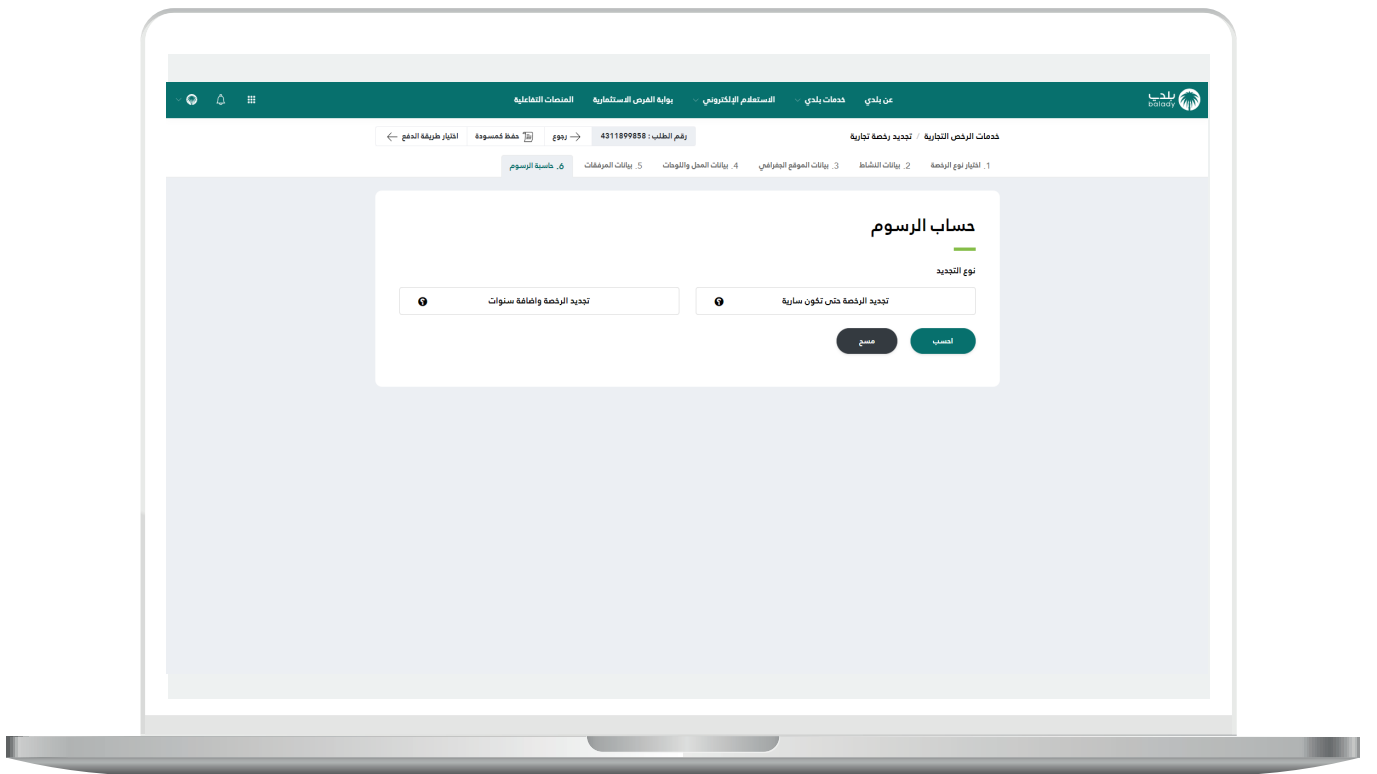 بلدي
balady
عن بلدي خدمات بلدي الاستعلام الإلكتروني بوابة الفرص الاستثمارية المنصات التفاعلية
خدمات الرخص التجارية / تجديد رخصة تجارية رقم الطلب : 4311899858 رجوع حفظ كمسودة اختيار طريقة الدفع
1. اختيار نوع الرخصة 2. بيانات النشاط 3. بيانات الموقع الجغرافي 4. بيانات المحل واللوحات 5. بيانات المرفقات 6. حاسبة الرسوم
حساب الرسوم
نوع التجديد
تجديد الرخصة حتى تكون سارية ؟ تجديد الرخصة واضافة سنوات ؟
احسب مسح